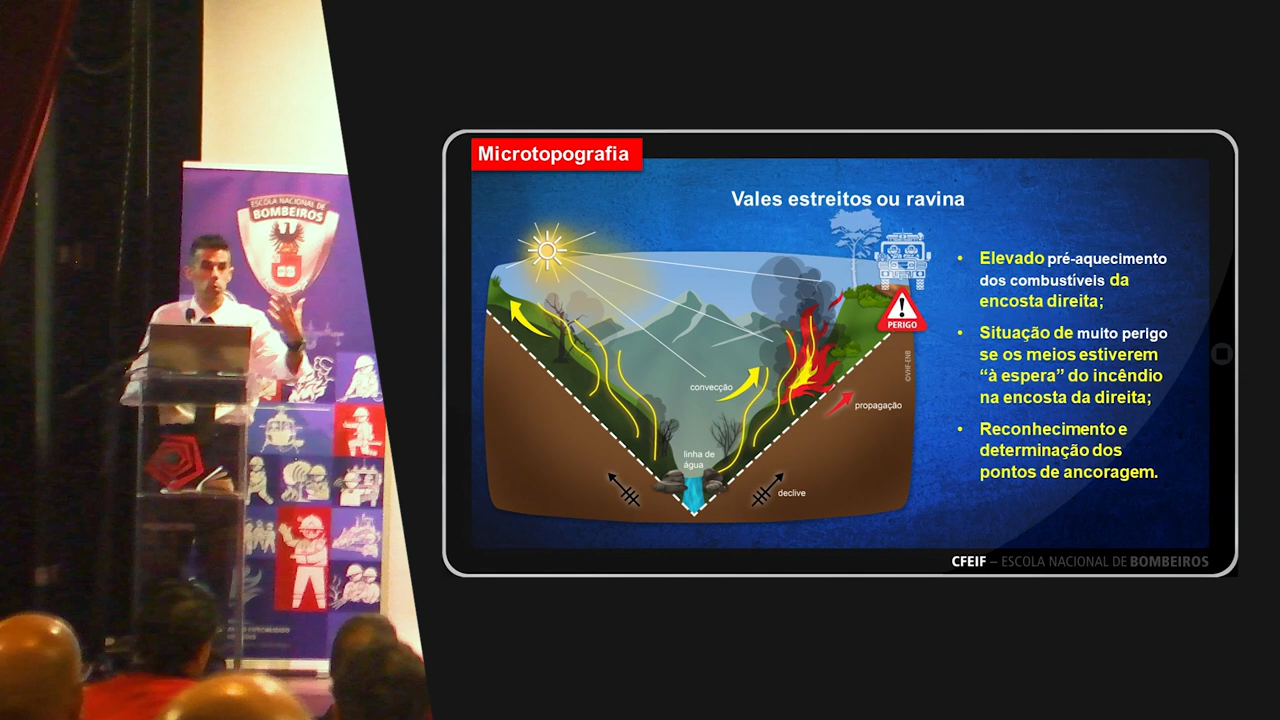 ESCOLA NACIONAL DE
BOMBEIROS
Microtopografia
Vales estreitos ou ravina
PERIGO
©VHF-ENB
convecção
propagação
linha de
água
declive
• Elevado pré-aquecimento
dos combustíveis da
encosta direita;
• Situação de muito perigo
se os meios estiverem
“à espera” do incêndio
na encosta da direita;
• Reconhecimento e
determinação dos
pontos de ancoragem.
CFEIF – ESCOLA NACIONAL DE BOMBEIROS